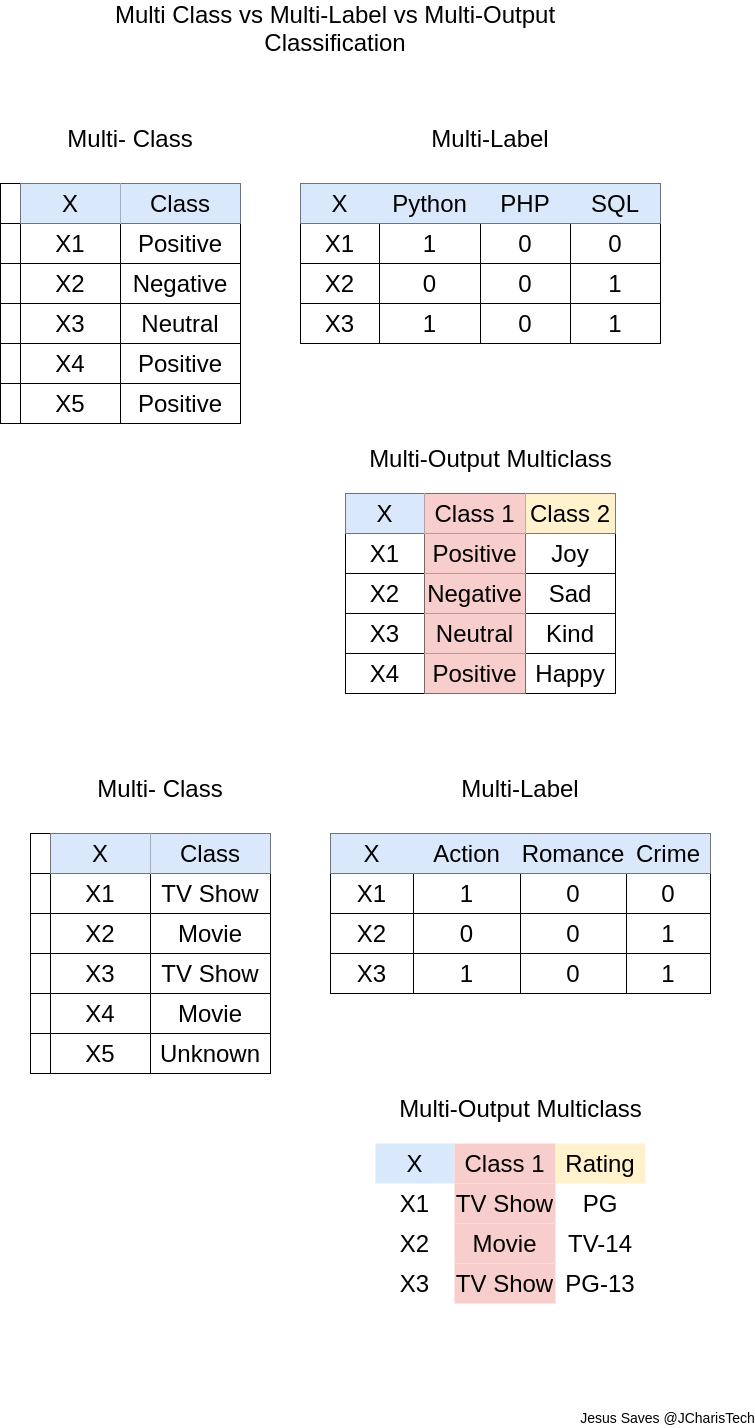 Multi Class vs Multi-Label vs Multi-Output
Classification
Multi- Class
X Class
X1 Positive
X2 Negative
X3 Neutral
X4 Positive
X5 Positive
Multi-Label
X Python PHP SQL
X1 1 0 0
X2 0 0 1
X3 1 0 1
Multi-Output Multiclass
X Class 1 Class 2
X1 Positive Joy
X2 Negative Sad
X3 Neutral Kind
X4 Positive Happy
Multi- Class
X Class
X1 TV Show
X2 Movie
X3 TV Show
X4 Movie
X5 Unknown
Multi-Label
X Action Romance Crime
X1 1 0 0
X2 0 0 1
X3 1 0 1
Multi-Output Multiclass
X Class 1 Rating
X1 TV Show PG
X2 Movie TV-14
X3 TV Show PG-13
Jesus Saves @JCharisTech